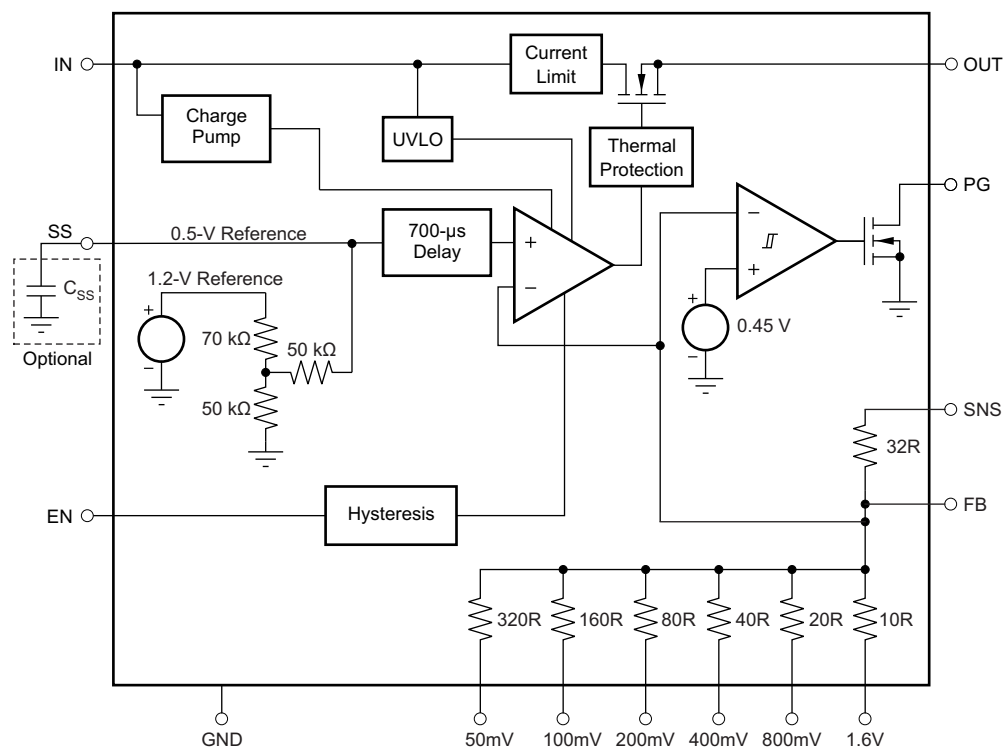 IN
Current
Limit
OUT
Charge
Pump
UVLO
Thermal
Protection
PG
SS
0.5-V Reference
700-µs
Delay
+
−
−
+
C_SS
Optional
1.2-V Reference
+
−
70 kΩ
50 kΩ
50 kΩ
+
−
0.45 V
SNS
32R
FB
EN
Hysteresis
320R
160R
80R
40R
20R
10R
GND
50mV
100mV
200mV
400mV
800mV
1.6V